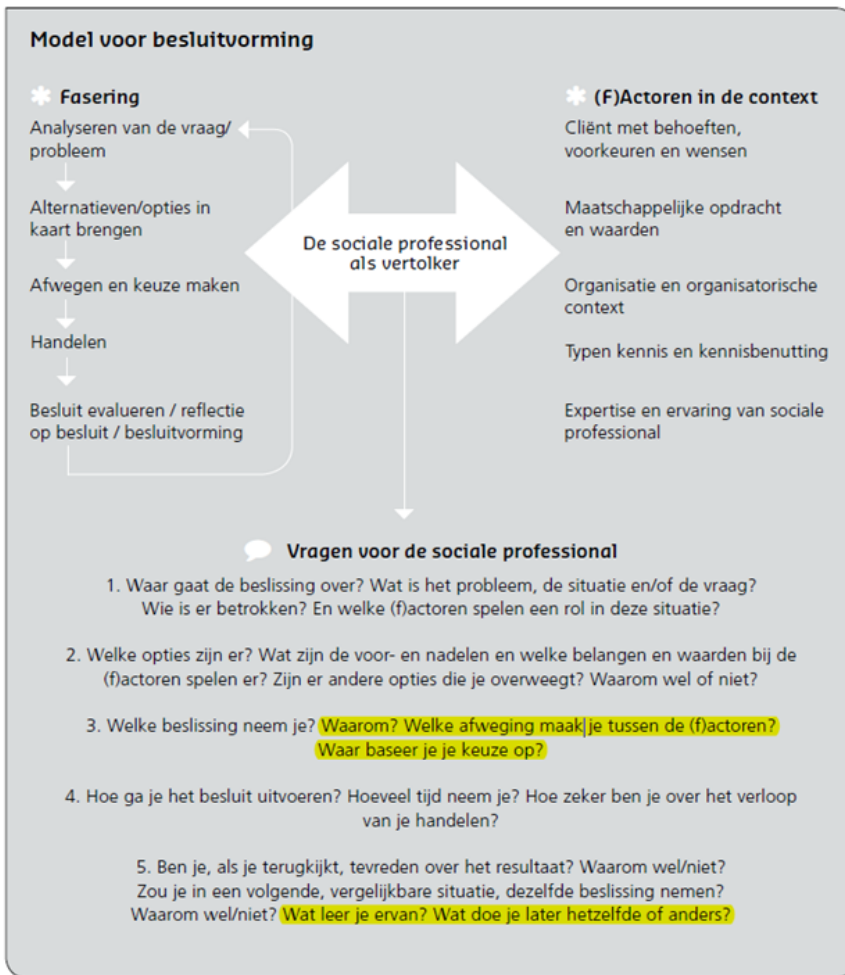 Model voor besluitvorming
Fasering
Analyseren van de vraag/
probleem
Alternatieven/opties in
kaart brengen
Afwegen en keuze maken
Handelen
Besluit evalueren / reflectie
op besluit / besluitvorming
De sociale professional
als vertolker
(F)Actoren in de context
Cliënt met behoeften,
voorkeuren en wensen
Maatschappelijke opdracht
en waarden
Organisatie en organisatorische
context
Typen kennis en kennisbenutting
Expertise en ervaring van sociale
professional
Vragen voor de sociale professional
1. Waar gaat de beslissing over? Wat is het probleem, de situatie en/of de vraag?
Wie is er betrokken? En welke (f)actoren spelen een rol in deze situatie?
2. Welke opties zijn er? Wat zijn de voor- en nadelen en welke belangen en waarden bij de
(f)actoren spelen er? Zijn er andere opties die je overweegt? Waarom wel of niet?
3. Welke beslissing neem je? Waarom? Welke afweging maak je tussen de (f)actoren?
Waar baseer je je keuze op?
4. Hoe ga je het besluit uitvoeren? Hoeveel tijd neem je? Hoe zeker ben je over het verloop
van je handelen?
5. Ben je, als je terugkijkt, tevreden over het resultaat? Waarom wel/niet?
Zou je in een volgende, vergelijkbare situatie, dezelfde beslissing nemen?
Waarom wel/niet? Wat leer je ervan? Wat doe je later hetzelfde of anders?